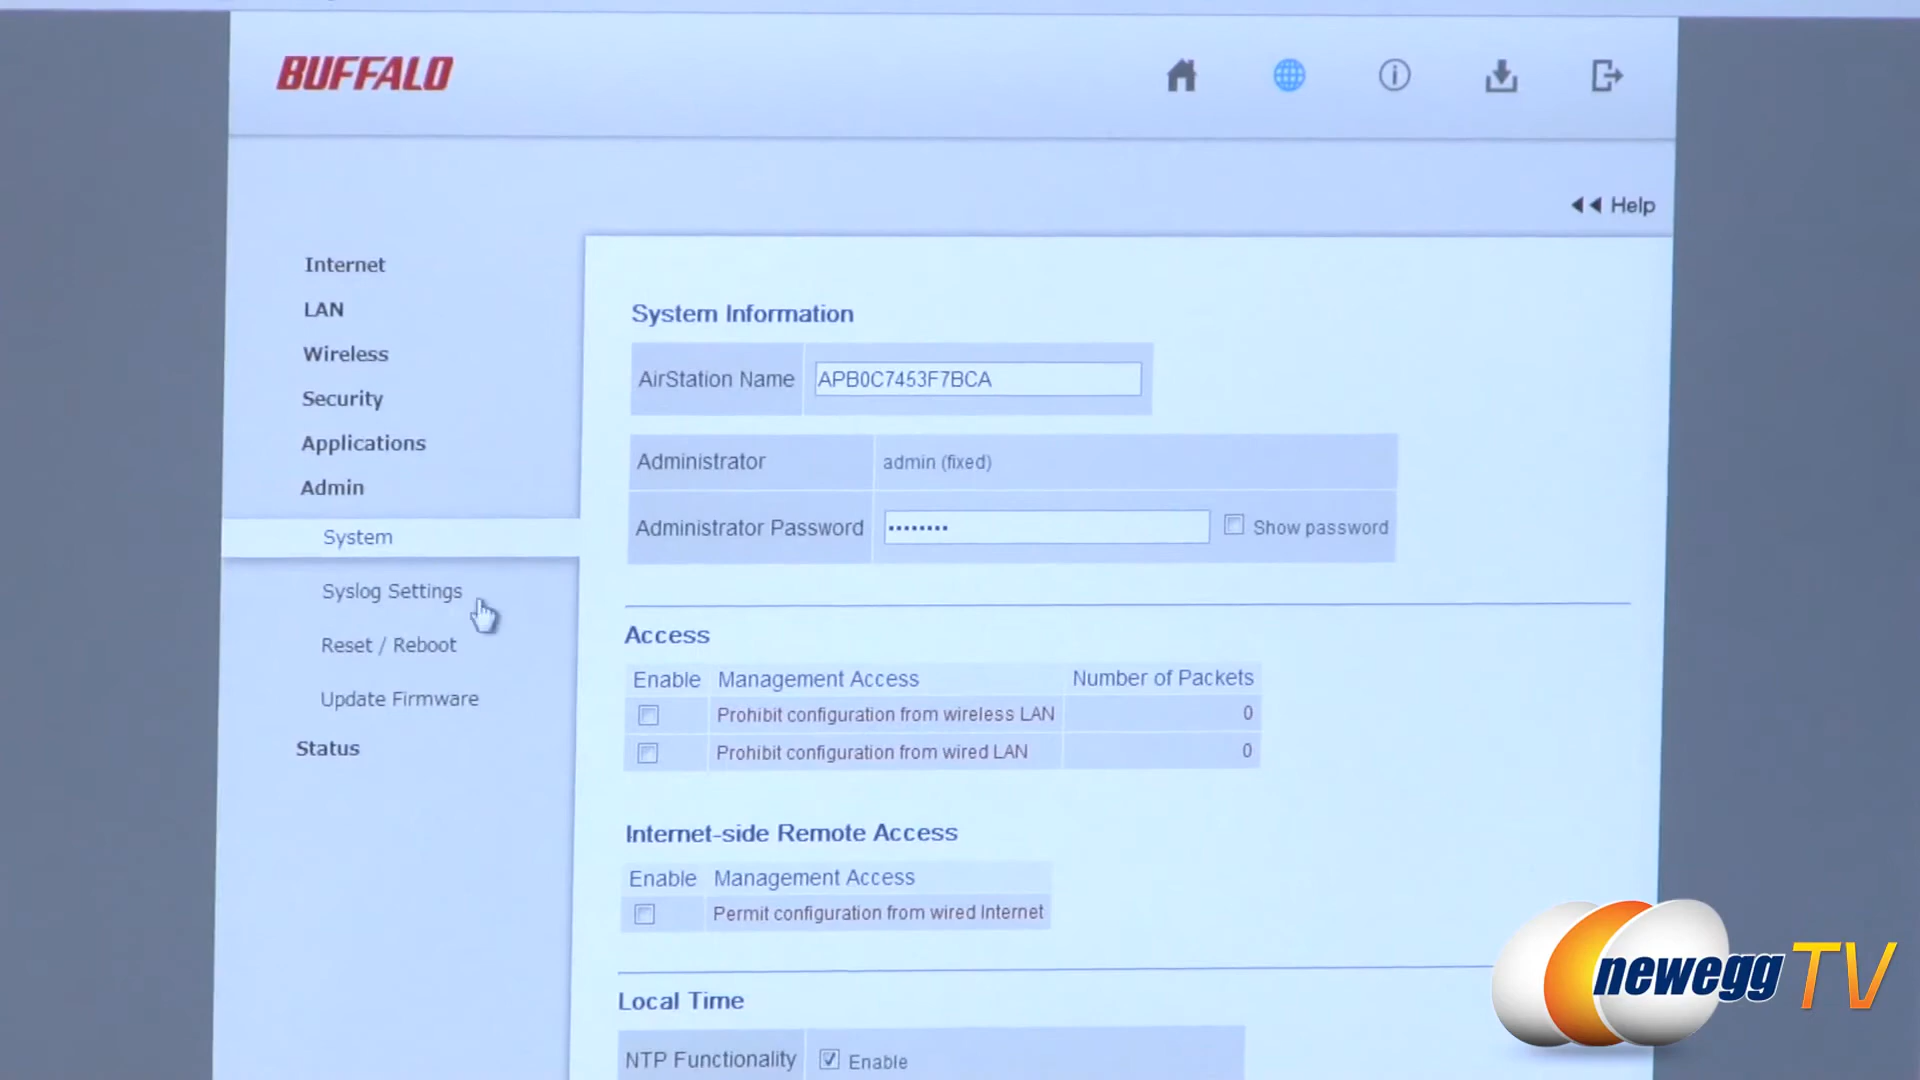 BUFFALO
Help
Internet
LAN
Wireless
Security
Applications
Admin
System
Syslog Settings
Reset / Reboot
Update Firmware
Status
System Information
AirStation Name APB0C7453F7BCA
Administrator admin (fixed)
Administrator Password •••••••• Show password
Access
Enable Management Access Number of Packets
Prohibit configuration from wireless LAN 0
Prohibit configuration from wired LAN 0
Internet-side Remote Access
Enable Management Access
Permit configuration from wired Internet
Local Time
NTP Functionality Enable
newegg TV